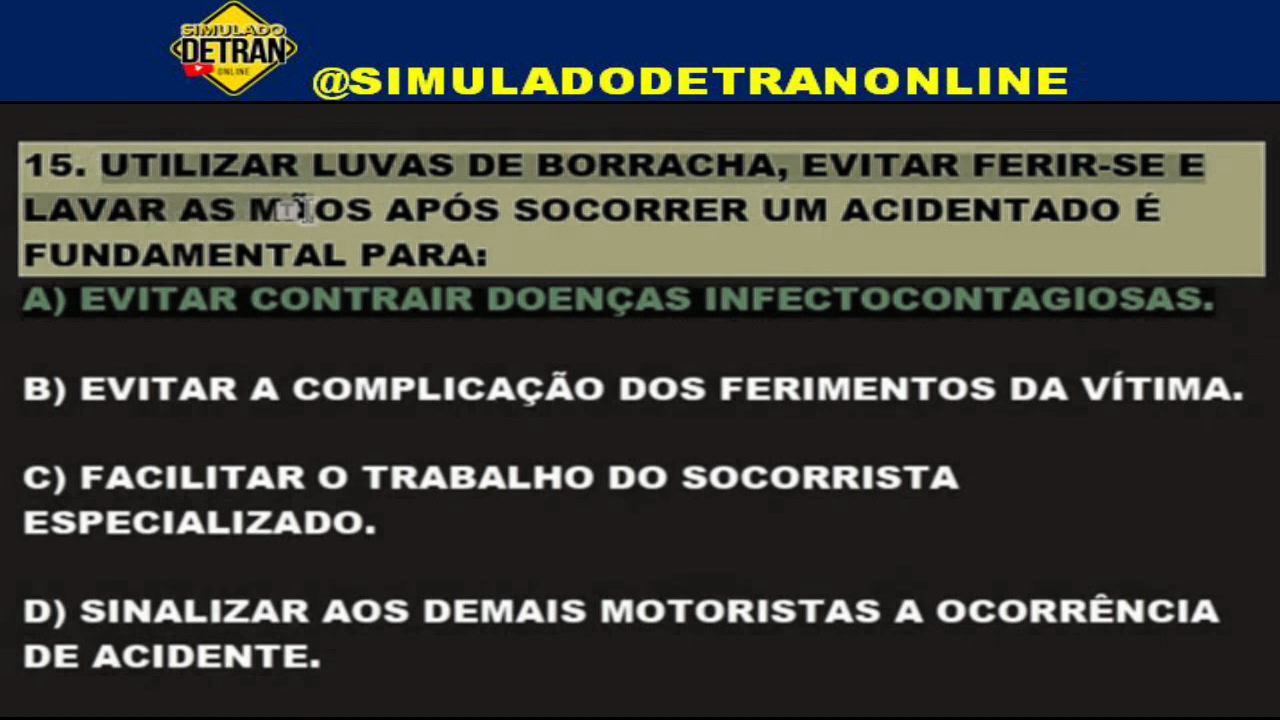 SIMULADO
DETRAN
ONLINE
@SIMULADODETRANONLINE
15. UTILIZAR LUVAS DE BORRACHA, EVITAR FERIR-SE E
LAVAR AS MÃOS APÓS SOCORRER UM ACIDENTADO É
FUNDAMENTAL PARA:
A) EVITAR CONTRAIR DOENÇAS INFECTOCONTAGIOSAS.
B) EVITAR A COMPLICAÇÃO DOS FERIMENTOS DA VÍTIMA.
C) FACILITAR O TRABALHO DO SOCORRISTA
ESPECIALIZADO.
D) SINALIZAR AOS DEMAIS MOTORISTAS A OCORRÊNCIA
DE ACIDENTE.